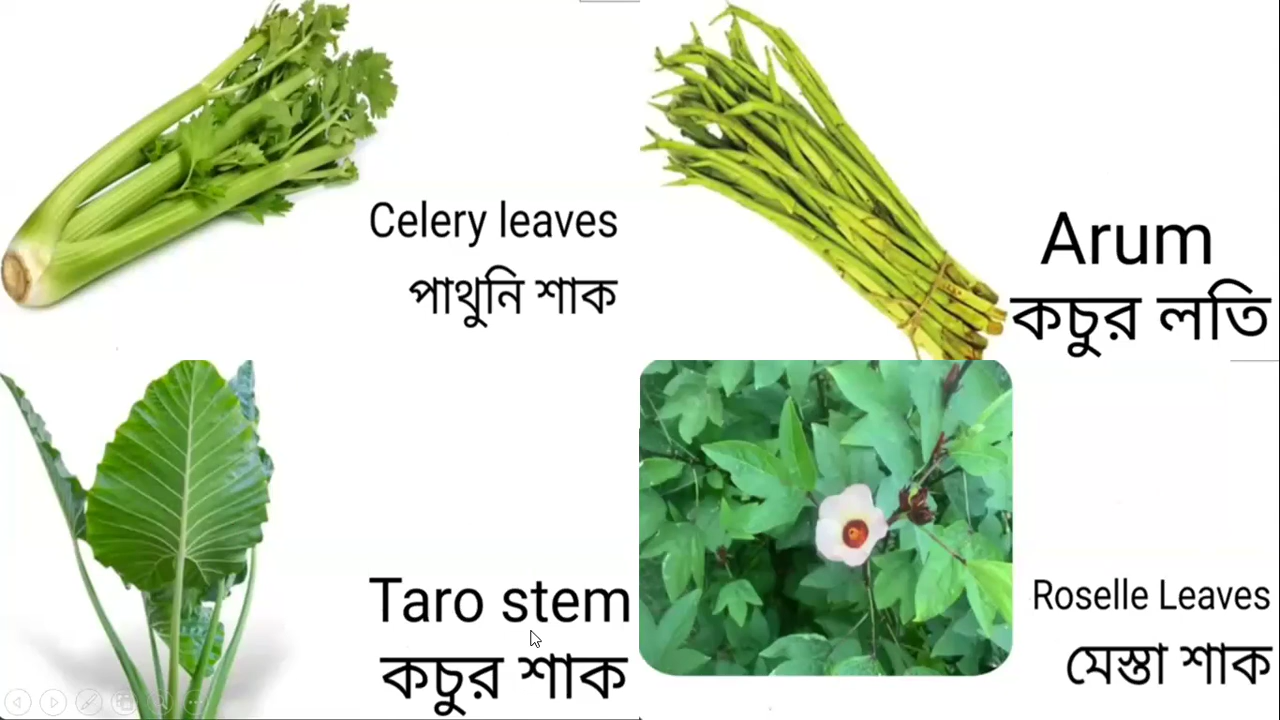 Celery leaves
পাথুনি শাক
Arum
কচুর লতি
Taro stem
কচুর শাক
Roselle Leaves
মেস্তা শাক